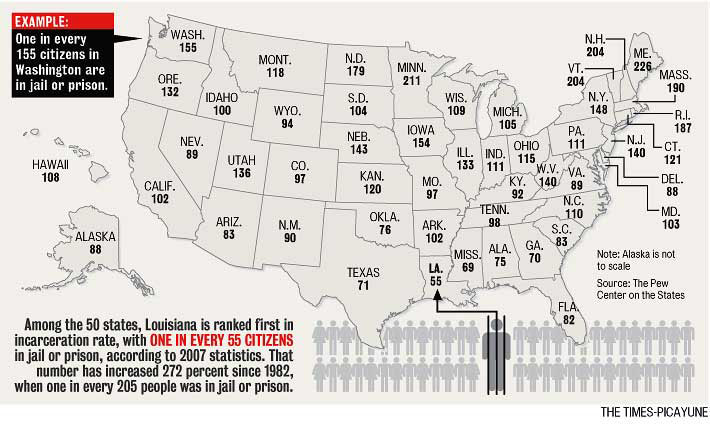 EXAMPLE:
One in every
155 citizens in
Washington are
in jail or prison.
WASH.
155
ORE.
132
IDAHO
100
MONT.
118
N.D.
179
MINN.
211
WIS.
109
MICH.
105
N.H.
204
VT.
204
ME.
226
MASS.
190
R.I.
187
CT.
121
N.Y.
148
N.J.
140
DEL.
88
MD.
103
PA.
111
OHIO
115
IND.
111
ILL.
133
IOWA
154
S.D.
104
WYO.
94
NEB.
143
NEV.
89
UTAH
136
CO.
97
KAN.
120
MO.
97
KY.
92
W.V.
140
VA.
89
N.C.
110
TENN.
98
S.C.
83
CALIF.
102
ARIZ.
83
N.M.
90
OKLA.
76
ARK.
102
TEXAS
71
LA.
55
MISS.
69
ALA.
75
GA.
70
FLA.
82
HAWAII
108
ALASKA
88
Note: Alaska is not
to scale
Source: The Pew
Center on the States
Among the 50 states, Louisiana is ranked first in
incarceration rate, with ONE IN EVERY 55 CITIZENS
in jail or prison, according to 2007 statistics. That
number has increased 272 percent since 1982,
when one in every 205 people was in jail or prison.
THE TIMES-PICAYUNE